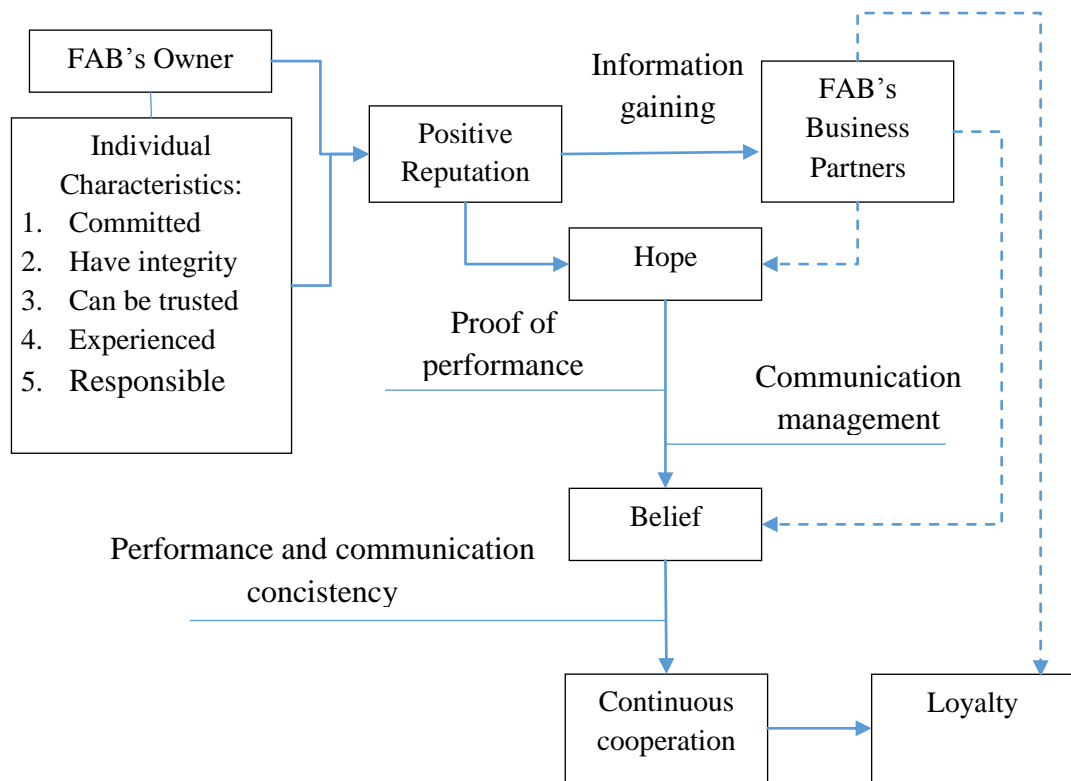 FAB’s Owner
Individual
Characteristics:
1. Committed
2. Have integrity
3. Can be trusted
4. Experienced
5. Responsible
Positive
Reputation
Information
gaining
FAB’s
Business
Partners
Hope
Proof of
performance
Communication
management
Belief
Performance and communication
concistency
Continuous
cooperation
Loyalty